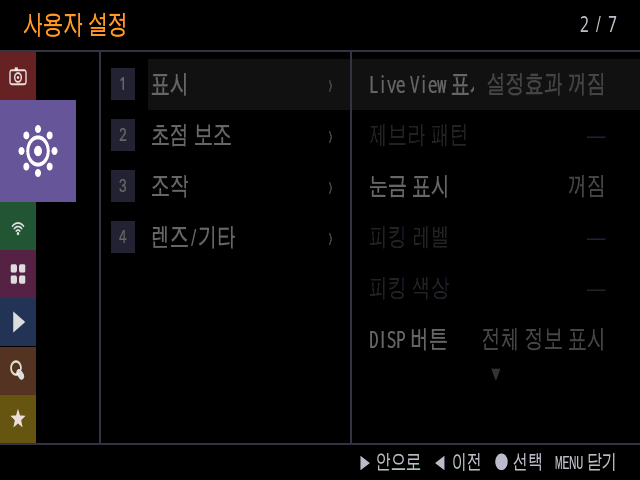 사용자 설정 2 / 7
1 표시 〉 Live View 표 설정효과 꺼짐
2 초점 보조 〉 제브라 패턴 —
3 조작 〉 눈금 표시 꺼짐
4 렌즈/기타 〉 피킹 레벨 —
피킹 색상 —
DISP 버튼 전체 정보 표시
▼
▶ 안으로 ◀ 이전 ● 선택 MENU 닫기